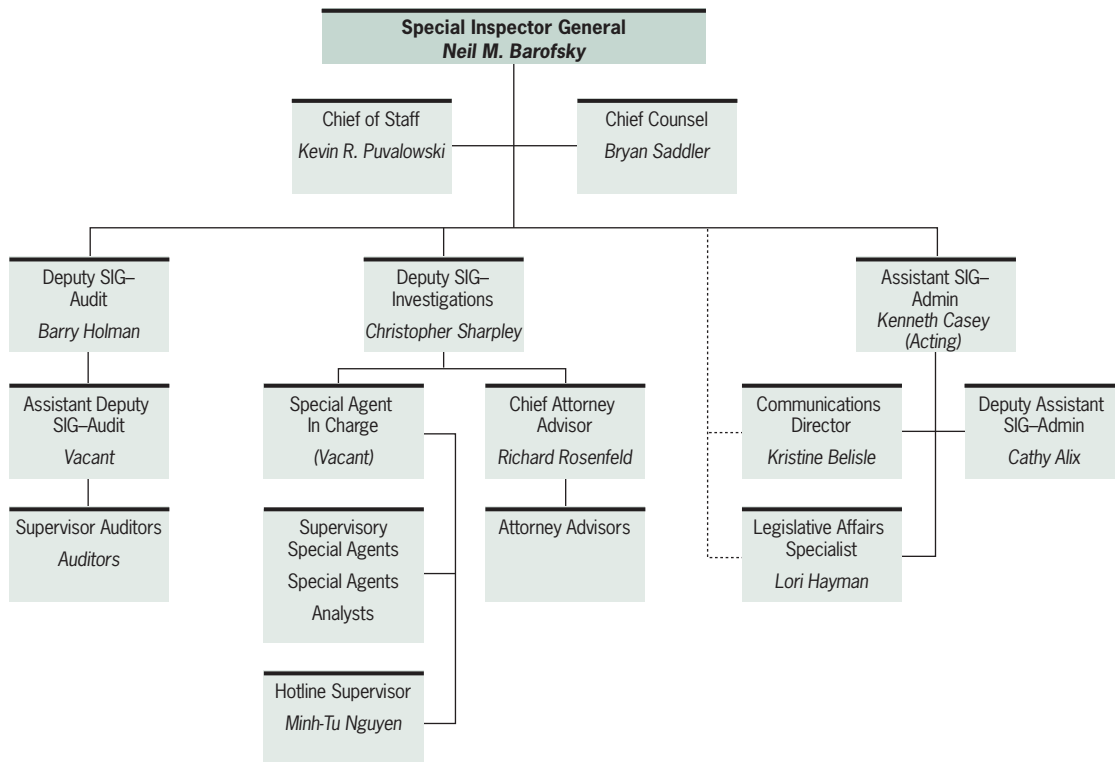 Special Inspector General
Neil M. Barofsky
Chief of Staff
Kevin R. Puvalowski
Chief Counsel
Bryan Saddler
Deputy SIG–
Audit
Barry Holman
Deputy SIG–
Investigations
Christopher Sharpley
Assistant SIG–
Admin
Kenneth Casey
(Acting)
Assistant Deputy
SIG–Audit
Vacant
Special Agent
In Charge
(Vacant)
Chief Attorney
Advisor
Richard Rosenfeld
Communications
Director
Kristine Belisle
Deputy Assistant
SIG–Admin
Cathy Alix
Supervisor Auditors
Auditors
Supervisory
Special Agents
Special Agents
Analysts
Attorney Advisors
Legislative Affairs
Specialist
Lori Hayman
Hotline Supervisor
Minh-Tu Nguyen